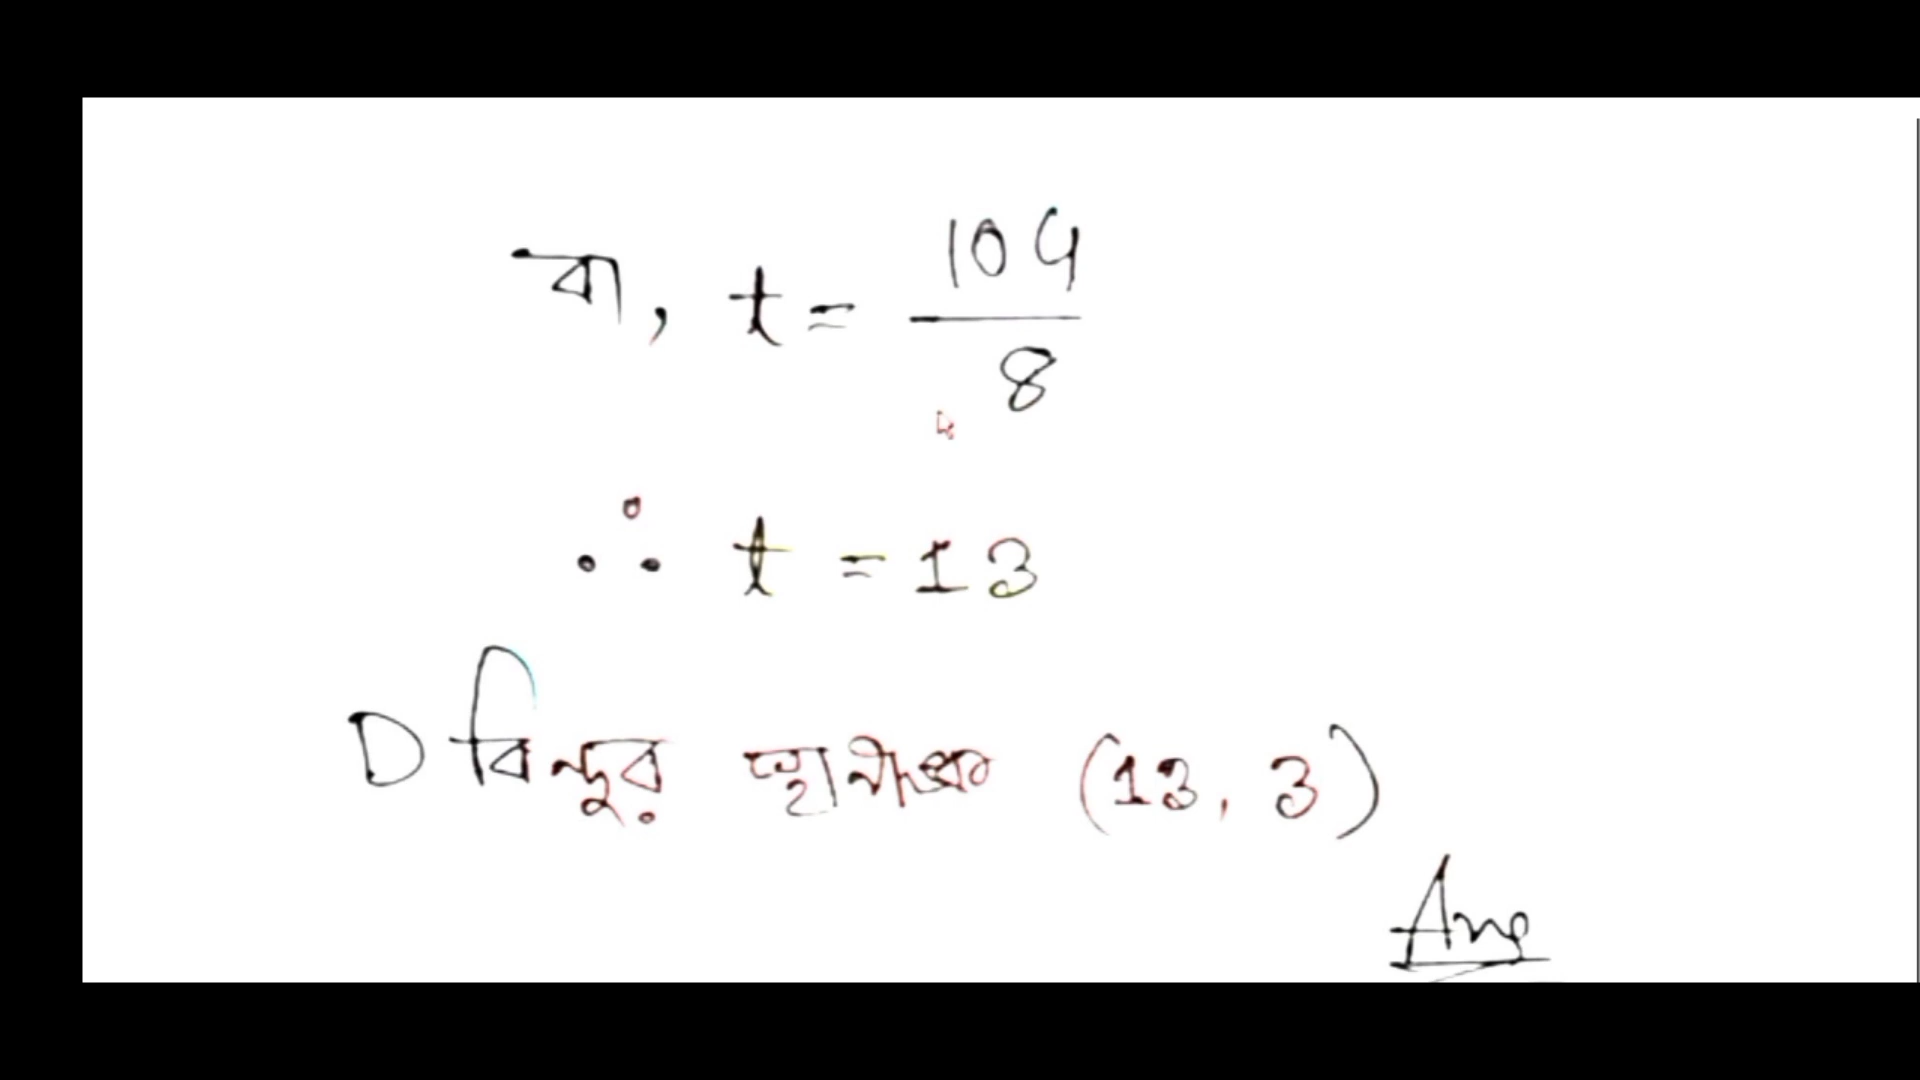 বা, t = 104/8
∴ t = 13
D বিন্দুর স্থানাঙ্ক (13, 3)
Ans